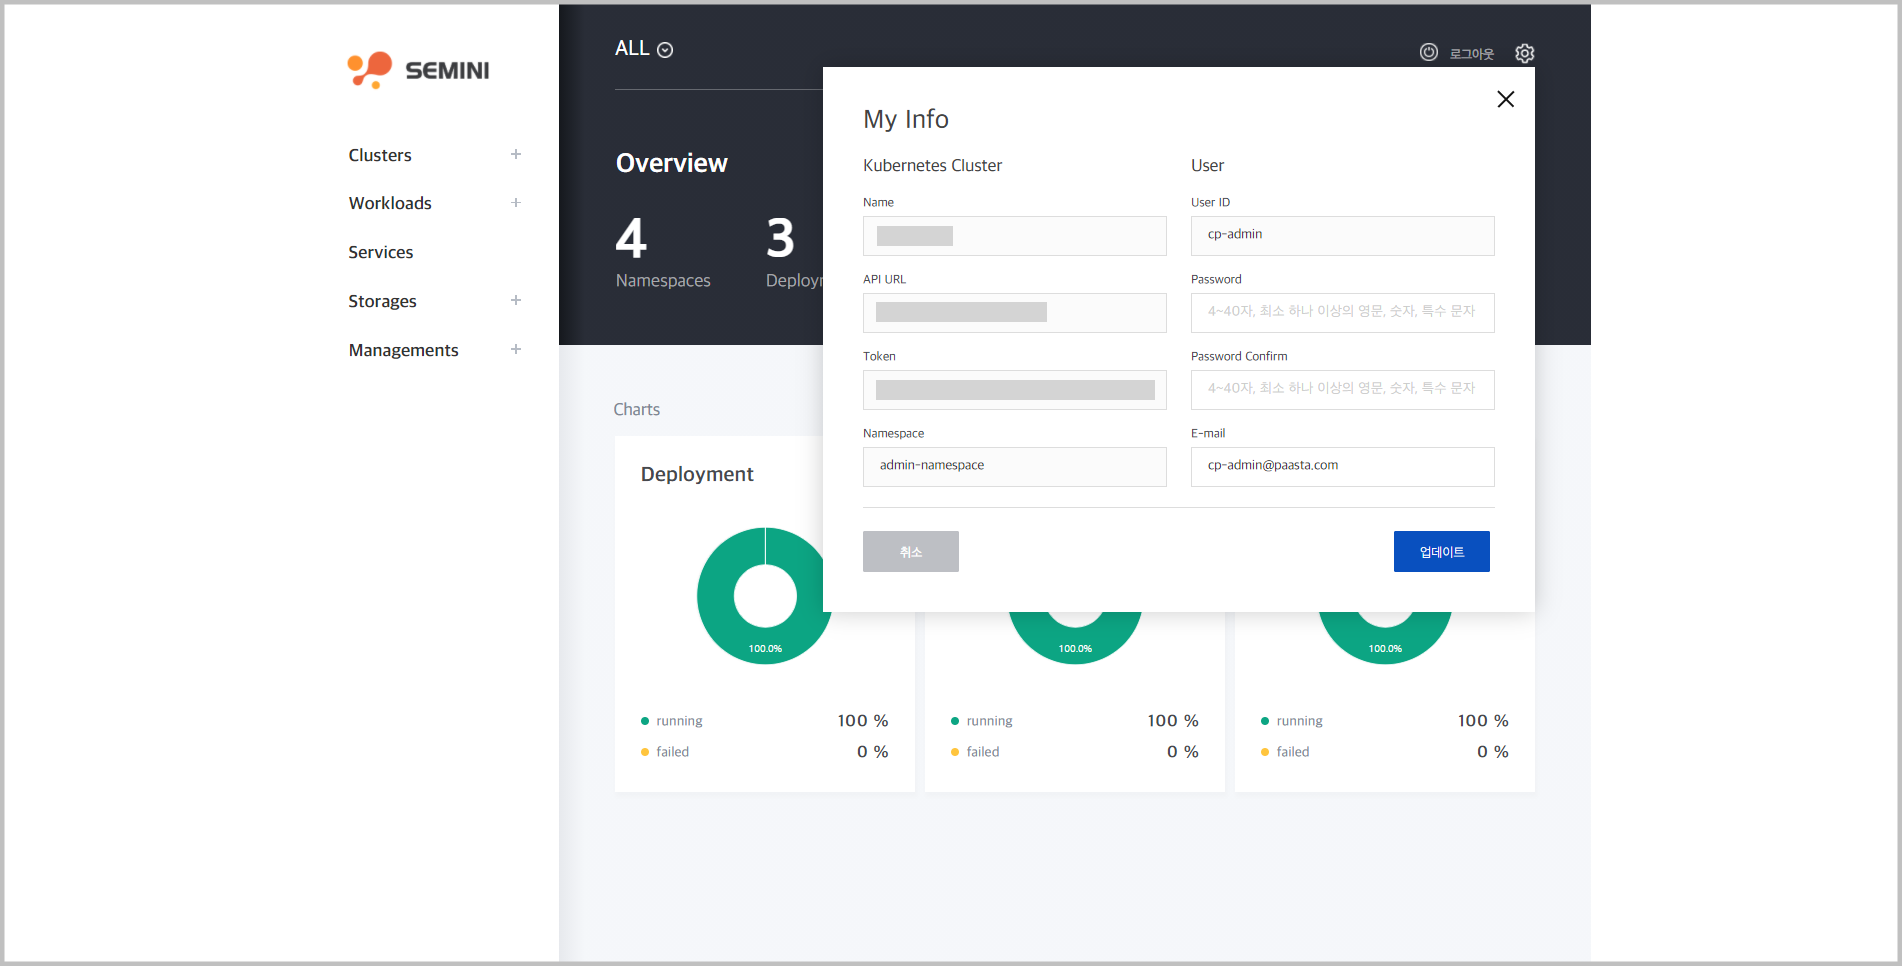 SEMINI
Clusters
Workloads
Services
Storages
Managements
ALL
로그아웃
Overview
4
Namespaces
3
Deployn
My Info
Kubernetes Cluster
Name
API URL
Token
Namespace
admin-namespace
User
User ID
cp-admin
Password
4~40자, 최소 하나 이상의 영문, 숫자, 특수 문자
Password Confirm
4~40자, 최소 하나 이상의 영문, 숫자, 특수 문자
E-mail
cp-admin@paasta.com
취소
업데이트
Charts
Deployment
100.0%
running 100 %
failed 0 %
100.0%
running 100 %
failed 0 %
100.0%
running 100 %
failed 0 %